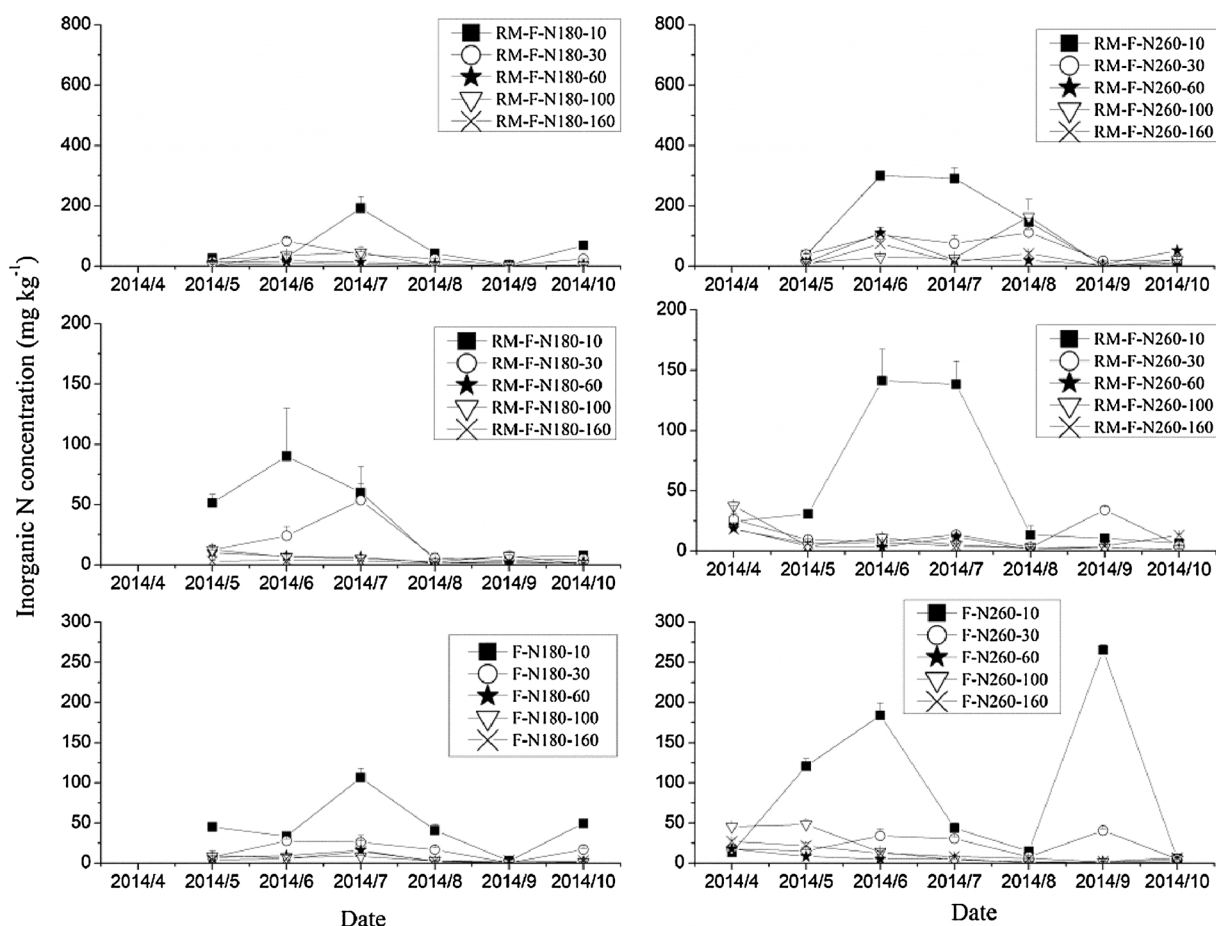 Inorganic N concentration (mg kg⁻¹)
800
600
400
200
0
RM-F-N180-10
RM-F-N180-30
RM-F-N180-60
RM-F-N180-100
RM-F-N180-160
2014/4 2014/5 2014/6 2014/7 2014/8 2014/9 2014/10
800
600
400
200
0
RM-F-N260-10
RM-F-N260-30
RM-F-N260-60
RM-F-N260-100
RM-F-N260-160
2014/4 2014/5 2014/6 2014/7 2014/8 2014/9 2014/10
200
150
100
50
0
RM-F-N180-10
RM-F-N180-30
RM-F-N180-60
RM-F-N180-100
RM-F-N180-160
2014/4 2014/5 2014/6 2014/7 2014/8 2014/9 2014/10
200
150
100
50
0
RM-F-N260-10
RM-F-N260-30
RM-F-N260-60
RM-F-N260-100
RM-F-N260-160
2014/4 2014/5 2014/6 2014/7 2014/8 2014/9 2014/10
300
250
200
150
100
50
0
F-N180-10
F-N180-30
F-N180-60
F-N180-100
F-N180-160
2014/4 2014/5 2014/6 2014/7 2014/8 2014/9 2014/10
Date
300
250
200
150
100
50
0
F-N260-10
F-N260-30
F-N260-60
F-N260-100
F-N260-160
2014/4 2014/5 2014/6 2014/7 2014/8 2014/9 2014/10
Date